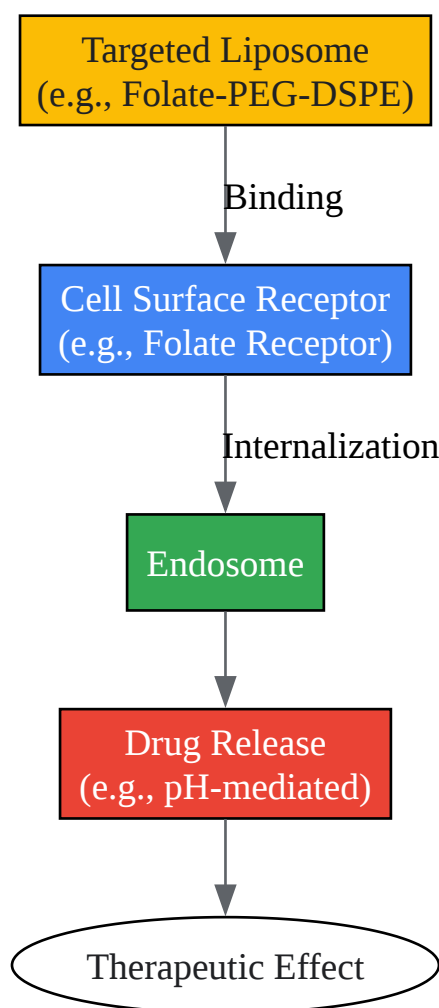 Targeted Liposome
(e.g., Folate-PEG-DSPE)
Binding
Cell Surface Receptor
(e.g., Folate Receptor)
Internalization
Endosome
Drug Release
(e.g., pH-mediated)
Therapeutic Effect